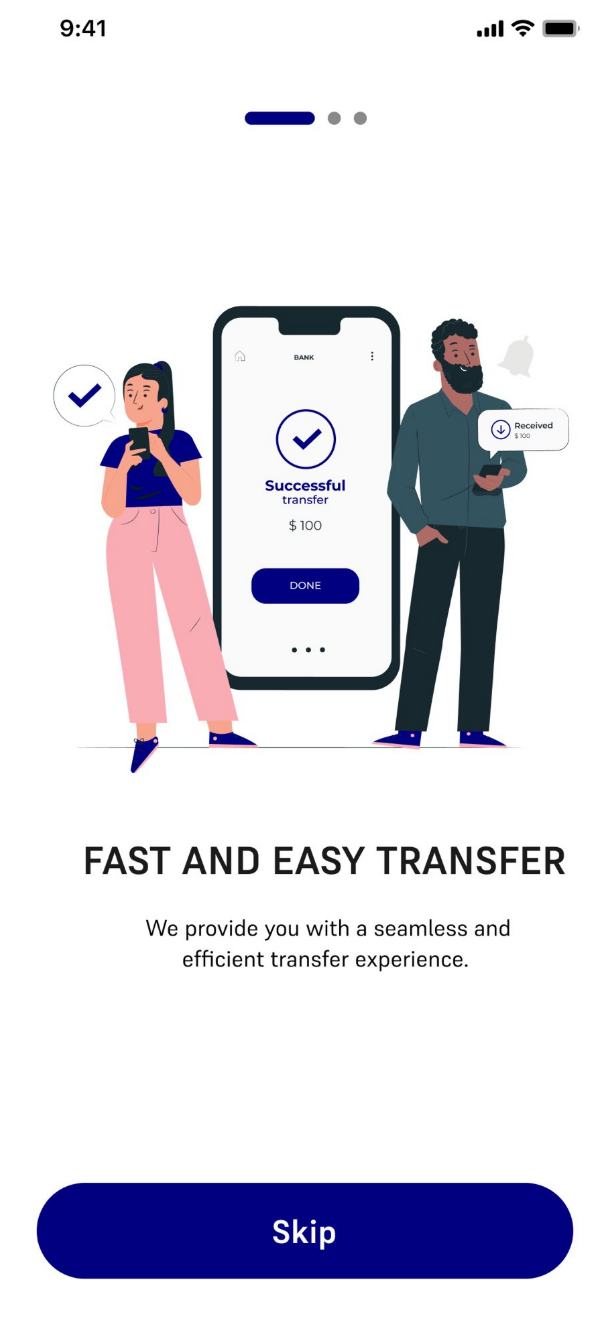 9:41
BANK
Successful
transfer
$ 100
DONE
Received
$ 100
FAST AND EASY TRANSFER
We provide you with a seamless and
efficient transfer experience.
Skip